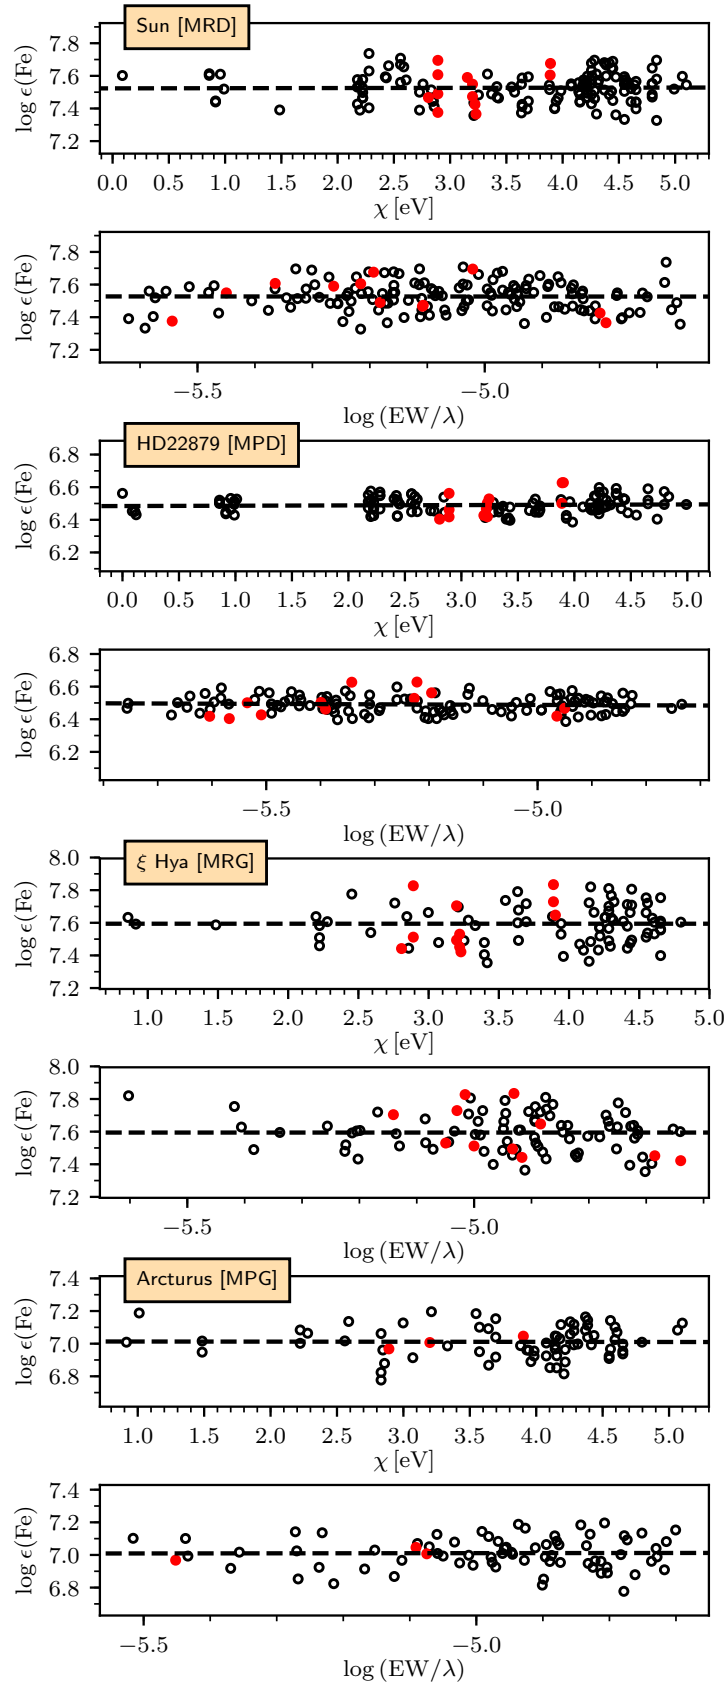 Sun [MRD]
log ϵ(Fe)
7.8
7.6
7.4
7.2
0.0 0.5 1.0 1.5 2.0 2.5 3.0 3.5 4.0 4.5 5.0
χ [eV]
log ϵ(Fe)
7.8
7.6
7.4
7.2
−5.5 −5.0
log (EW/λ)
HD22879 [MPD]
log ϵ(Fe)
6.8
6.6
6.4
6.2
0.0 0.5 1.0 1.5 2.0 2.5 3.0 3.5 4.0 4.5 5.0
χ [eV]
log ϵ(Fe)
6.8
6.6
6.4
6.2
−5.5 −5.0
log (EW/λ)
ξ Hya [MRG]
log ϵ(Fe)
8.0
7.8
7.6
7.4
7.2
1.0 1.5 2.0 2.5 3.0 3.5 4.0 4.5 5.0
χ [eV]
log ϵ(Fe)
8.0
7.8
7.6
7.4
7.2
−5.5 −5.0
log (EW/λ)
Arcturus [MPG]
log ϵ(Fe)
7.4
7.2
7.0
6.8
1.0 1.5 2.0 2.5 3.0 3.5 4.0 4.5 5.0
χ [eV]
log ϵ(Fe)
7.4
7.2
7.0
6.8
−5.5 −5.0
log (EW/λ)